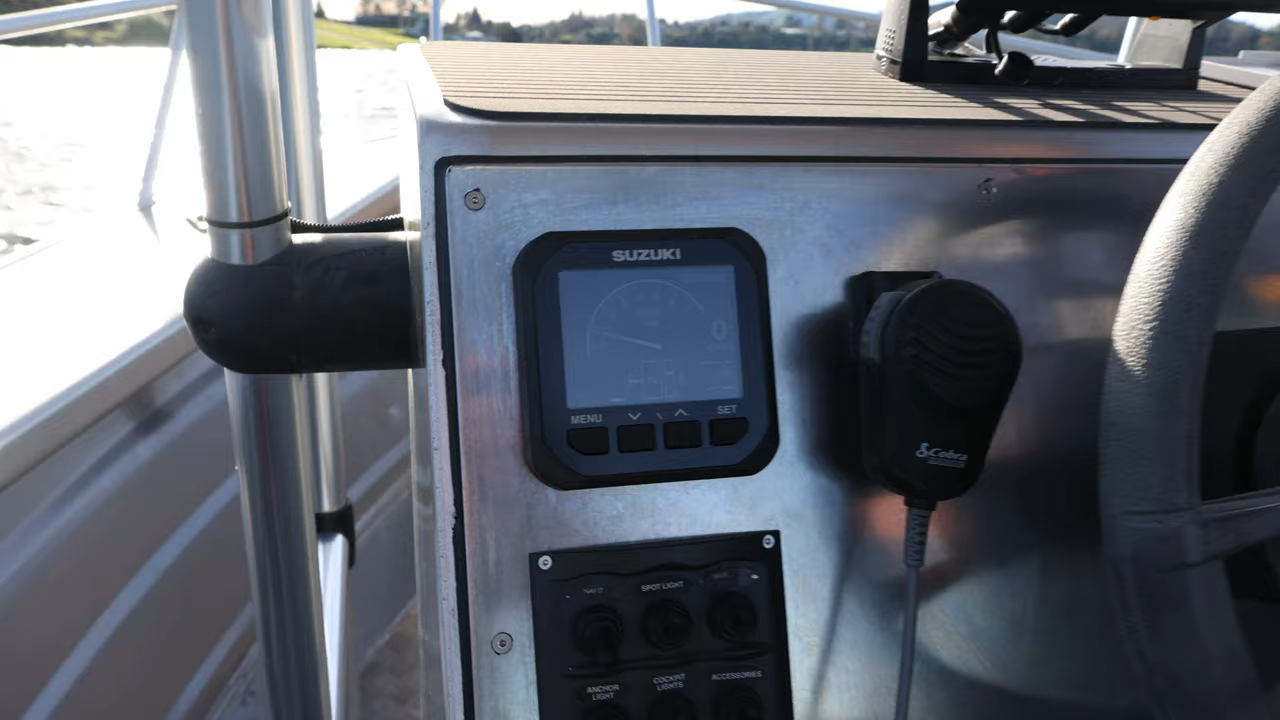 SUZUKI
0
MENU
SET
Cobra
SPOT LIGHT
ANCHOR
LIGHT
COCKPIT
LIGHTS
ACCESSORIES